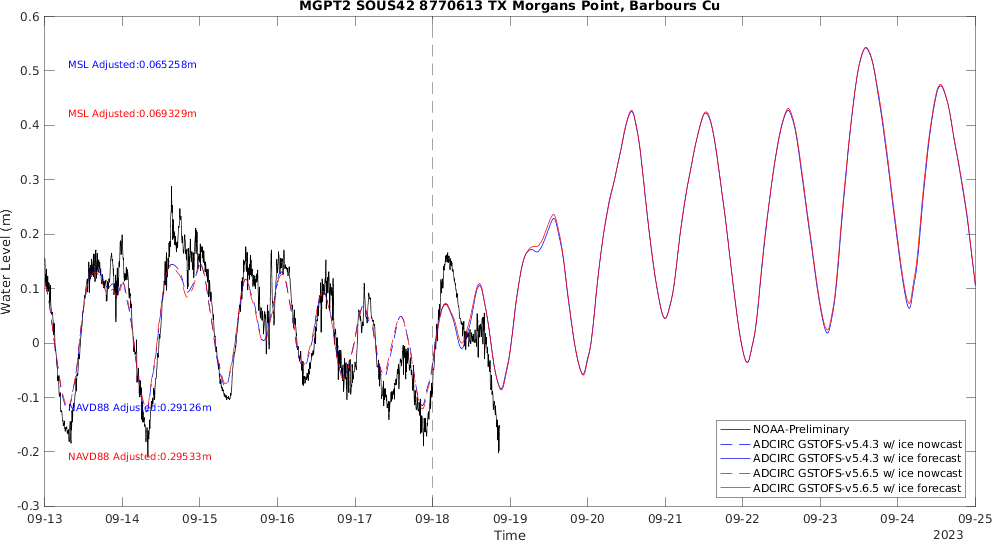 MGPT2 SOUS42 8770613 TX Morgans Point, Barbours Cu
0.6
0.5
0.4
0.3
0.2
0.1
0
-0.1
-0.2
-0.3
Water Level (m)
MSL Adjusted:0.065258m
MSL Adjusted:0.069329m
NAVD88 Adjusted:0.29126m
NAVD88 Adjusted:0.29533m
NOAA-Preliminary
ADCIRC GSTOFS-v5.4.3 w/ ice nowcast
ADCIRC GSTOFS-v5.4.3 w/ ice forecast
ADCIRC GSTOFS-v5.6.5 w/ ice nowcast
ADCIRC GSTOFS-v5.6.5 w/ ice forecast
09-13 09-14 09-15 09-16 09-17 09-18 09-19 09-20 09-21 09-22 09-23 09-24 09-25
Time
2023